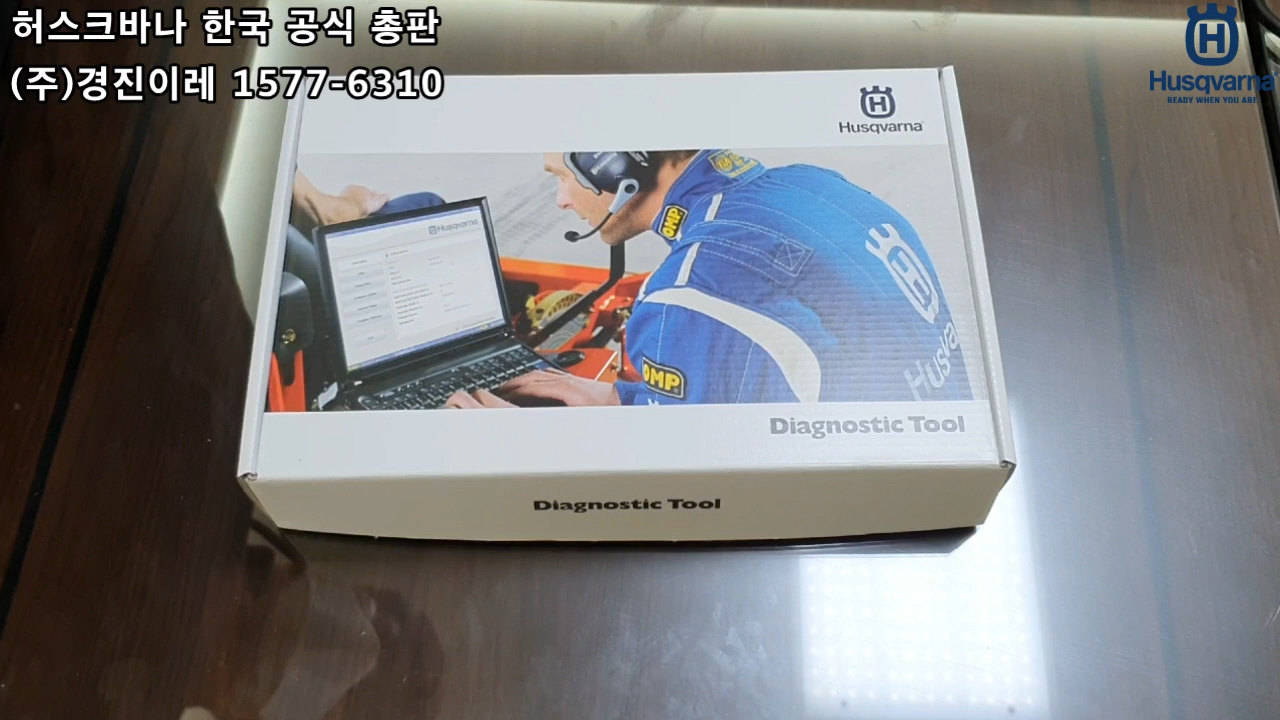 허스크바나 한국 공식 총판
(주)경진이레 1577-6310
Husqvarna
READY WHEN YOU ARE
Husqvarna
Husqvarna
OMP
OMP
Diagnostic Tool
Diagnostic Tool